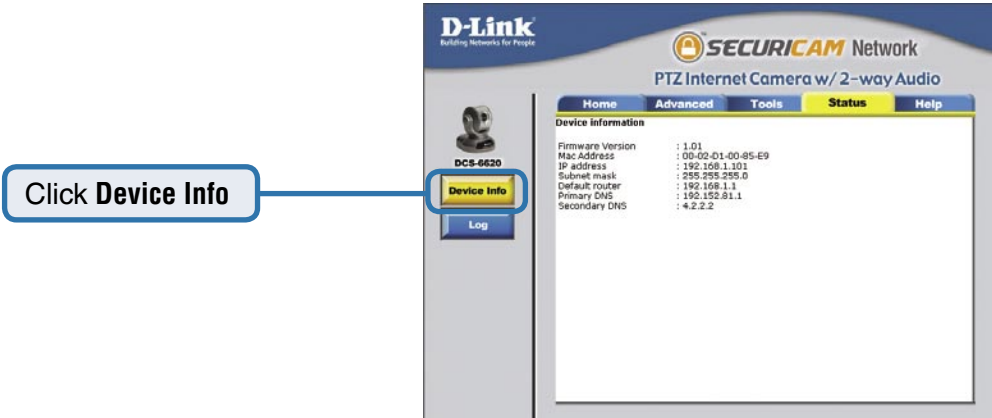 D-Link
Building Networks for People
SECURICAM Network
PTZ Internet Camera w/ 2-way Audio
Home Advanced Tools Status Help
DCS-6620
Device Info
Log
Click Device Info
Device information
Firmware Version : 1.01
Mac Address : 00-02-D1-00-85-E9
IP address : 192.168.1.101
Subnet mask : 255.255.255.0
Default router : 192.168.1.1
Primary DNS : 192.152.81.1
Secondary DNS : 4.2.2.2